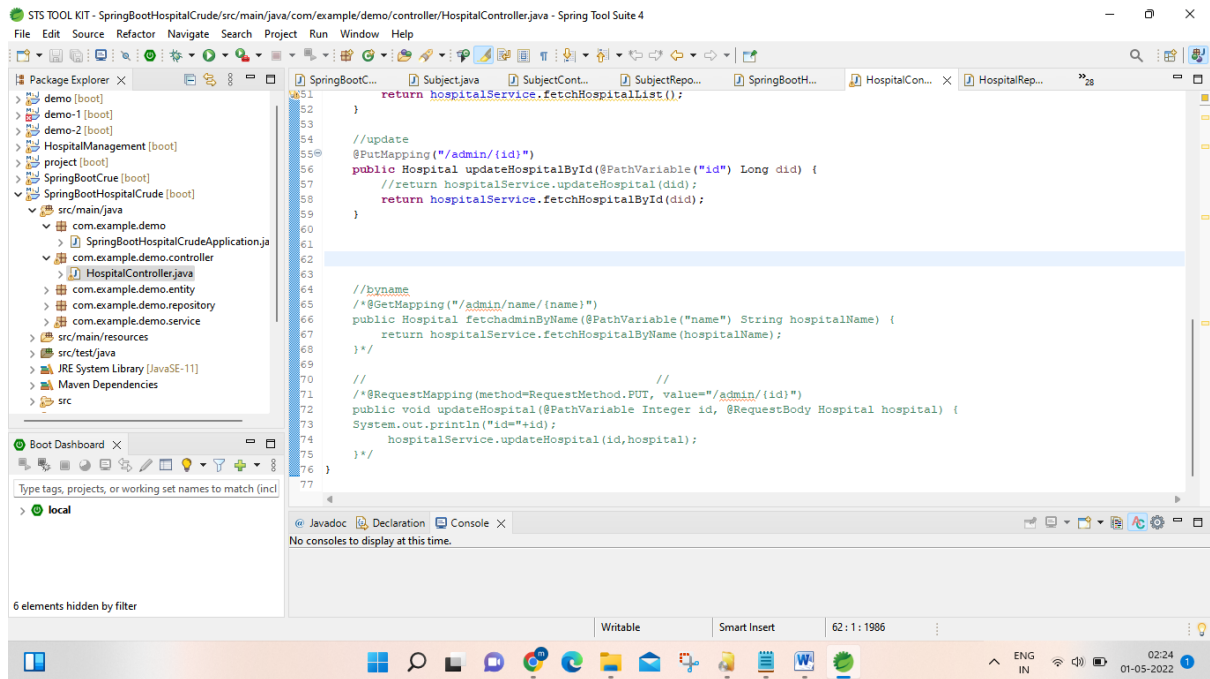 STS TOOL KIT - SpringBootHospitalCrude/src/main/java/com/example/demo/controller/HospitalController.java - Spring Tool Suite 4
File Edit Source Refactor Navigate Search Project Run Window Help
Package Explorer
demo [boot]
demo-1 [boot]
demo-2 [boot]
HospitalManagement [boot]
project [boot]
SpringBootCrue [boot]
SpringBootHospitalCrude [boot]
src/main/java
com.example.demo
SpringBootHospitalCrudeApplication.ja
com.example.demo.controller
HospitalController.java
com.example.demo.entity
com.example.demo.repository
com.example.demo.service
src/main/resources
src/test/java
JRE System Library [JavaSE-11]
Maven Dependencies
src
Boot Dashboard
Type tags, projects, or working set names to match (incl
local
6 elements hidden by filter
SpringBootC... Subject.java SubjectCont... SubjectRepo... SpringBootH... HospitalCon... HospitalRep... »28
51 return hospitalService.fetchHospitalList();
52 }
53
54 //update
55 @PutMapping("/admin/{id}")
56 public Hospital updateHospitalById(@PathVariable("id") Long did) {
57 //return hospitalService.updateHospital(did);
58 return hospitalService.fetchHospitalById(did);
59 }
60
61
62
63
64 //byname
65 /*@GetMapping("/admin/name/{name}")
66 public Hospital fetchadminByName(@PathVariable("name") String hospitalName) {
67 return hospitalService.fetchHospitalByName(hospitalName);
68 }*/
69
70 // //
71 /*@RequestMapping(method=RequestMethod.PUT, value="/admin/{id}")
72 public void updateHospital(@PathVariable Integer id, @RequestBody Hospital hospital) {
73 System.out.println("id="+id);
74 hospitalService.updateHospital(id,hospital);
75 }*/
76 }
77
@ Javadoc Declaration Console
No consoles to display at this time.
Writable Smart Insert 62 : 1 : 1986
ENG
IN
02:24
01-05-2022
1